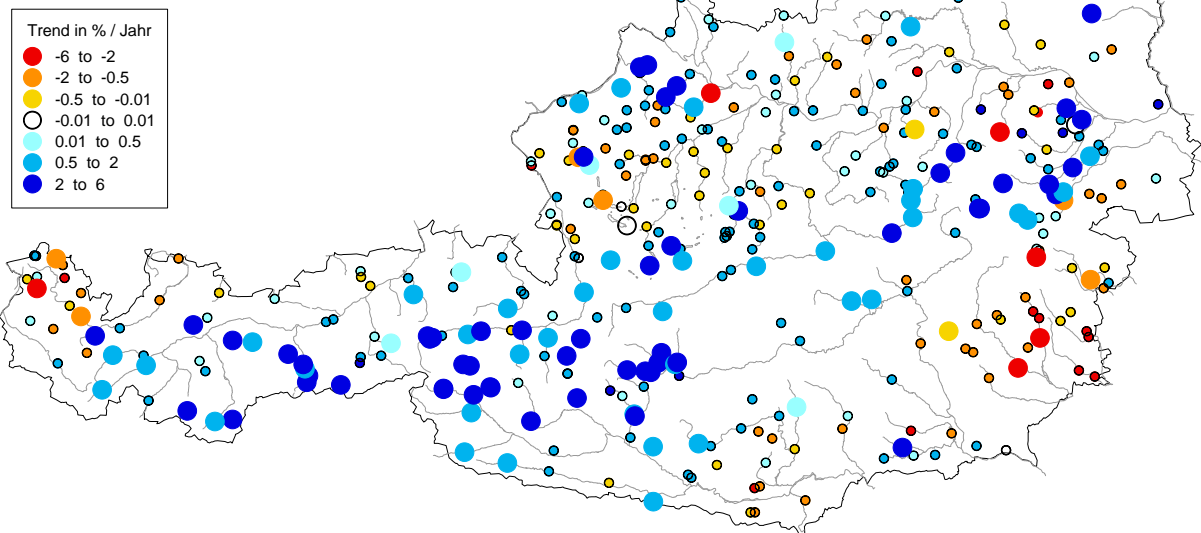 Trend in % / Jahr
-6 to -2
-2 to -0.5
-0.5 to -0.01
-0.01 to 0.01
0.01 to 0.5
0.5 to 2
2 to 6